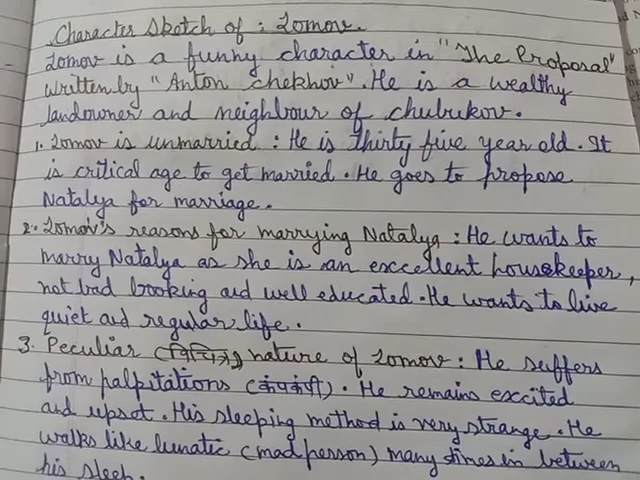 Character Sketch of : Lomov.
Lomov is a funny character in "The Proposal"
written by "Anton Chekhov". He is a wealthy
landowner and neighbour of Chubukov.
1. Lomov is unmarried : He is thirty five year old. It
is critical age to get married. He goes to propose
Natalya for marriage.
2. Lomov's reasons for marrying Natalya : He wants to
marry Natalya as she is an excellent housekeeper,
not bad looking and well educated. He wants to live
quiet and regular life.
3. Peculiar (विचित्र) nature of Lomov : He suffers
from palpitations (कंपकंपी). He remains excited
and upset. His sleeping method is very strange. He
walks like lunatic (mad person) many times in between
his sleep.